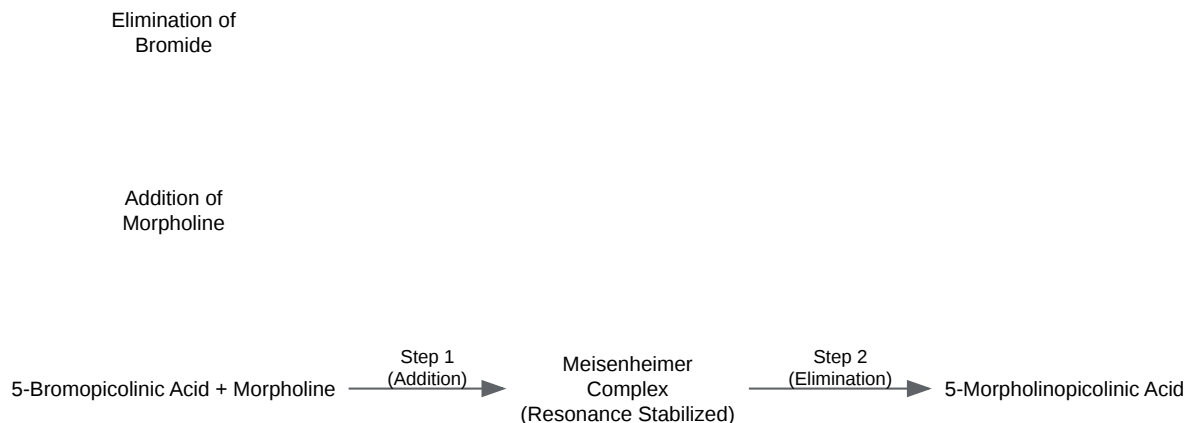 Elimination of
Bromide
Addition of
Morpholine
5-Bromopicolinic Acid + Morpholine
Step 1
(Addition)
Meisenheimer
Complex
(Resonance Stabilized)
Step 2
(Elimination)
5-Morpholinopicolinic Acid